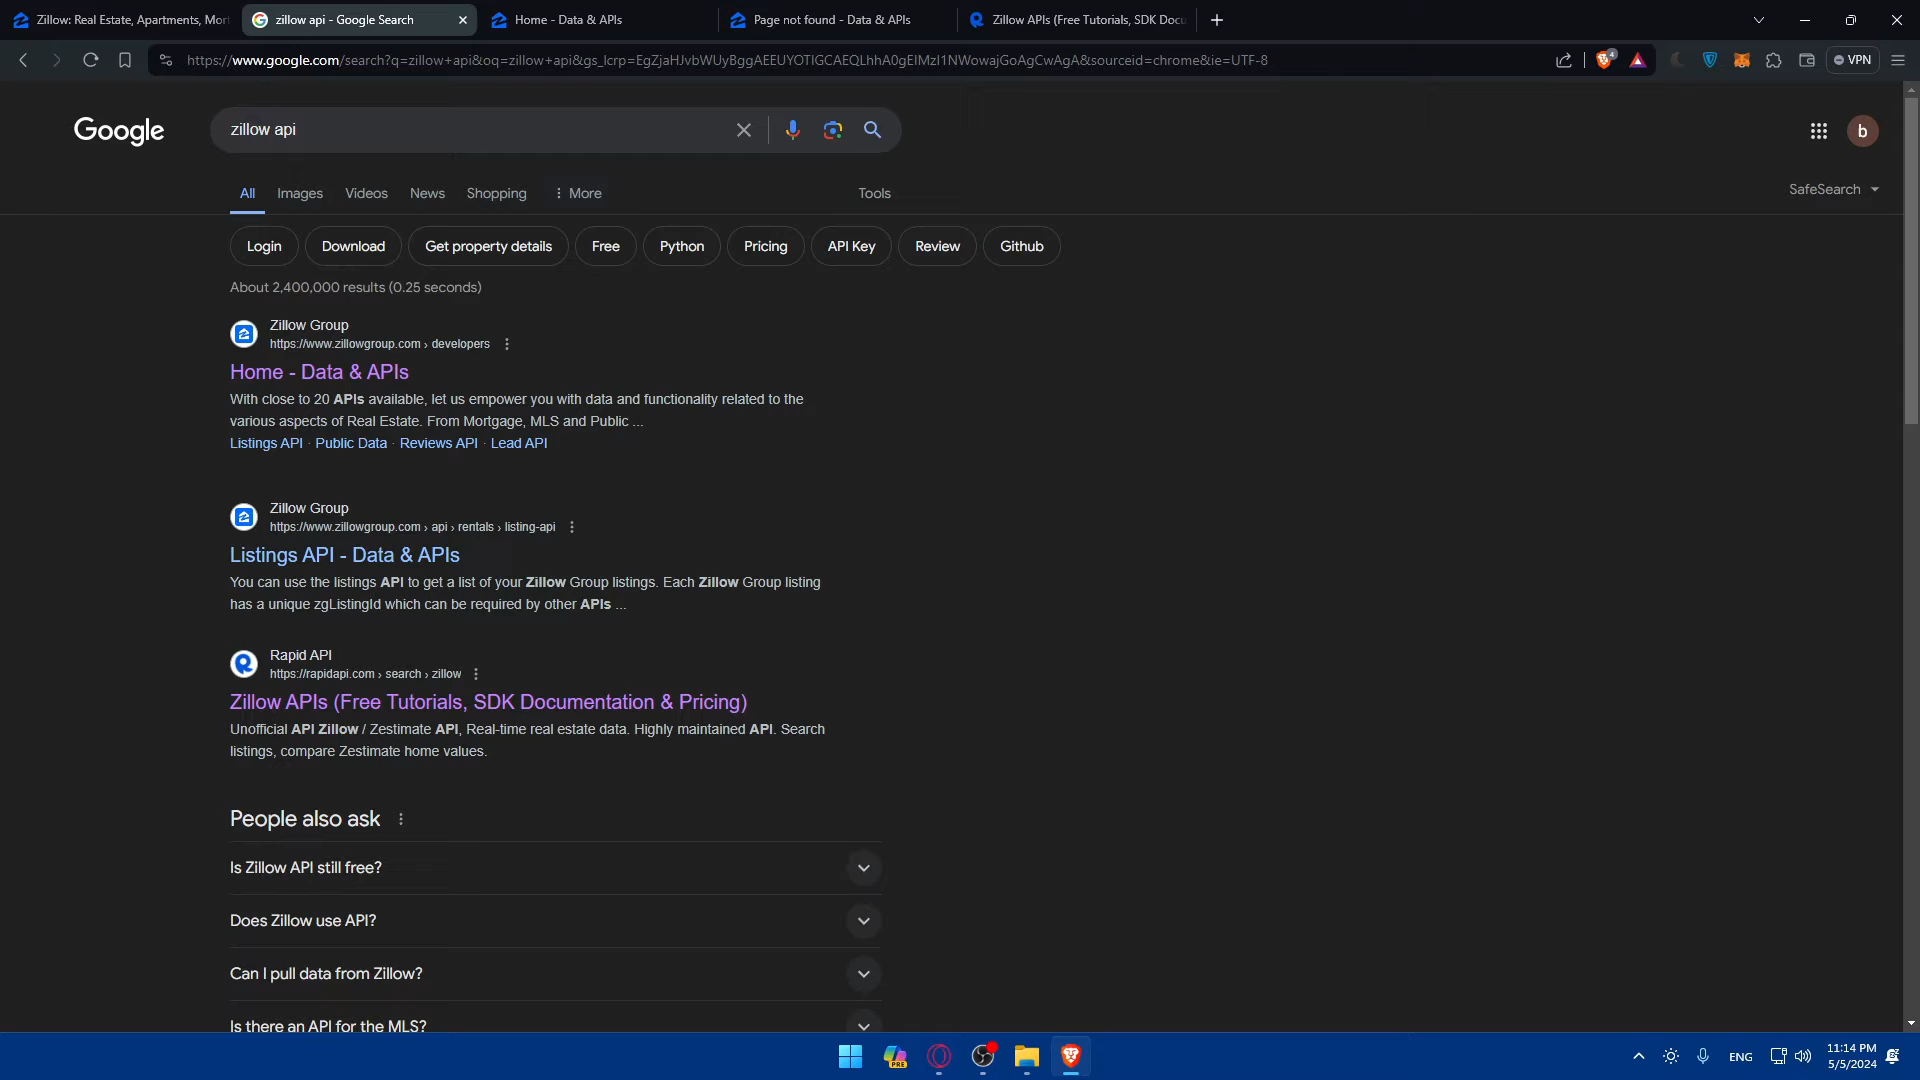 Zillow: Real Estate, Apartments, Mor
zillow api - Google Search
Home - Data & APIs
Page not found - Data & APIs
Zillow APIs (Free Tutorials, SDK Docu
https://www.google.com/search?q=zillow+api&oq=zillow+api&gs_lcrp=EgZjaHJvbWUyBggAEEUYOTIGCAEQLhhA0gEIMzI1NWowajGoAgCwAgA&sourceid=chrome&ie=UTF-8
4
VPN
Google
zillow api
b
All
Images
Videos
News
Shopping
More
Tools
SafeSearch
Login
Download
Get property details
Free
Python
Pricing
API Key
Review
Github
About 2,400,000 results (0.25 seconds)
Zillow Group
https://www.zillowgroup.com › developers
Home - Data & APIs
With close to 20 APIs available, let us empower you with data and functionality related to the
various aspects of Real Estate. From Mortgage, MLS and Public ...
Listings API · Public Data · Reviews API · Lead API
Zillow Group
https://www.zillowgroup.com › api › rentals › listing-api
Listings API - Data & APIs
You can use the listings API to get a list of your Zillow Group listings. Each Zillow Group listing
has a unique zgListingId which can be required by other APIs ...
Rapid API
https://rapidapi.com › search › zillow
Zillow APIs (Free Tutorials, SDK Documentation & Pricing)
Unofficial API Zillow / Zestimate API, Real-time real estate data. Highly maintained API. Search
listings, compare Zestimate home values.
People also ask
Is Zillow API still free?
Does Zillow use API?
Can I pull data from Zillow?
Is there an API for the MLS?
PRE
ENG
11:14 PM
5/5/2024